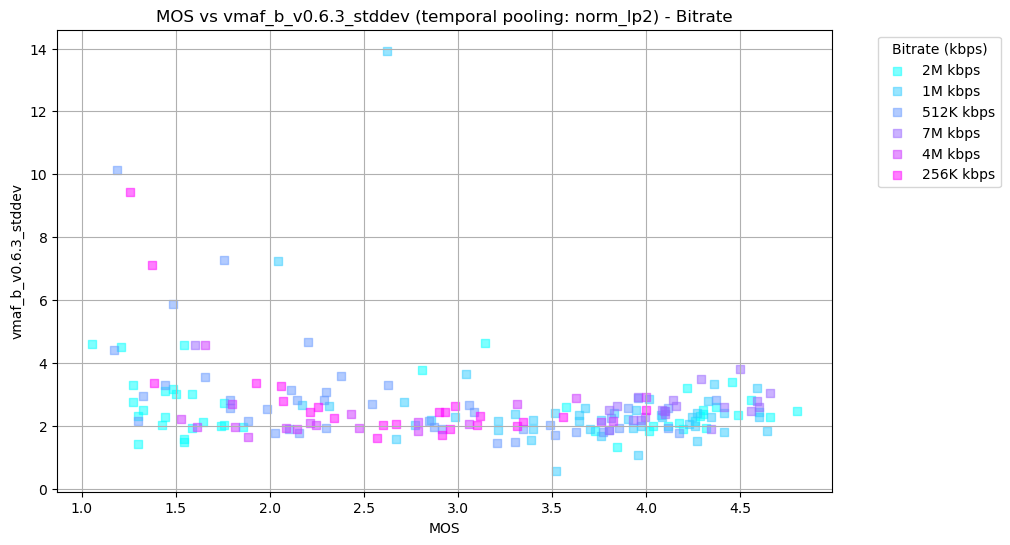 MOS vs vmaf_b_v0.6.3_stddev (temporal pooling: norm_lp2) - Bitrate
14
12
10
8
6
4
2
0
vmaf_b_v0.6.3_stddev
1.0 1.5 2.0 2.5 3.0 3.5 4.0 4.5
MOS
Bitrate (kbps)
2M kbps
1M kbps
512K kbps
7M kbps
4M kbps
256K kbps